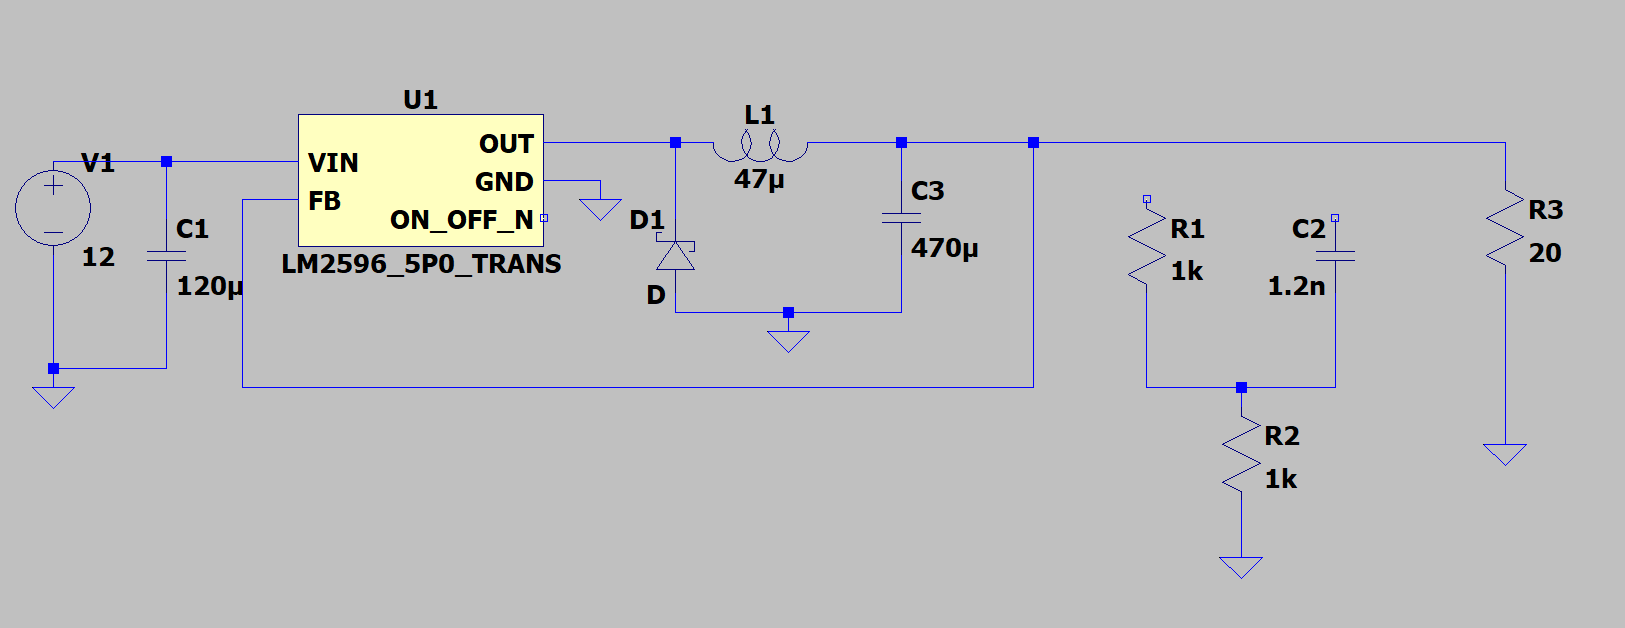 U1
V1
VIN
OUT
FB
GND
ON_OFF_N
LM2596_5P0_TRANS
12
C1
120µ
L1
47µ
D1
D
C3
470µ
R1
1k
C2
1.2n
R2
1k
R3
20